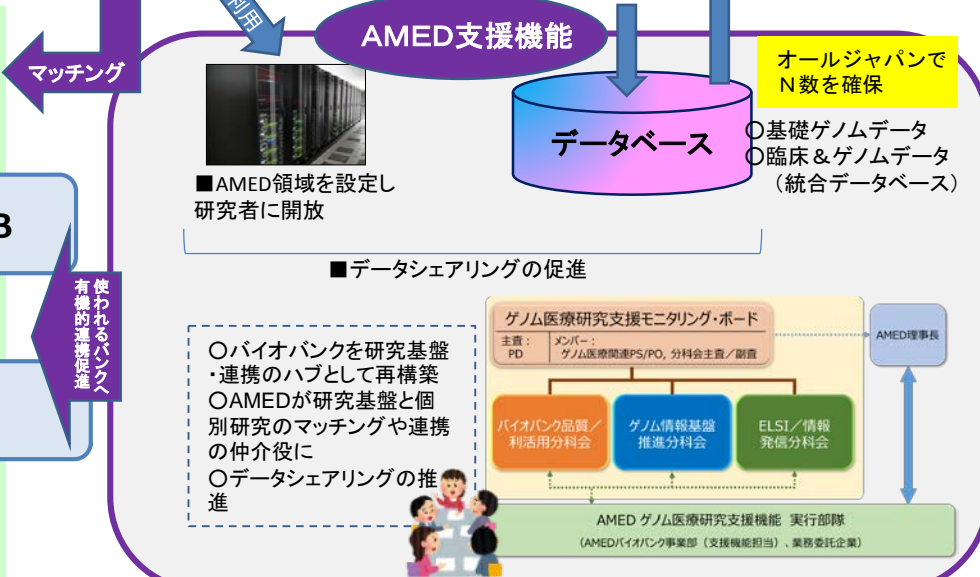 利用
AMED支援機能
マッチング
オールジャパンで
N数を確保
データベース
〇基礎ゲノムデータ
〇臨床&ゲノムデータ
(統合データベース)
■AMED領域を設定し
研究者に開放
B
■データシェアリングの促進
使われるバンクへ
有機的連携促進
〇バイオバンクを研究基盤
・連携のハブとして再構築
〇AMEDが研究基盤と個
別研究のマッチングや連携
の仲介役に
〇データシェアリングの推
進
ゲノム医療研究支援モニタリング・ボード
主査:
PD
メンバー:
ゲノム医療関連PS/PO, 分科会主査/副査
AMED理事長
バイオバンク品質/
利活用分科会
ゲノム情報基盤
推進分科会
ELSI/情報
発信分科会
AMED ゲノム医療研究支援機能 実行部隊
(AMEDバイオバンク事業部(支援機能担当)、業務委託企業)